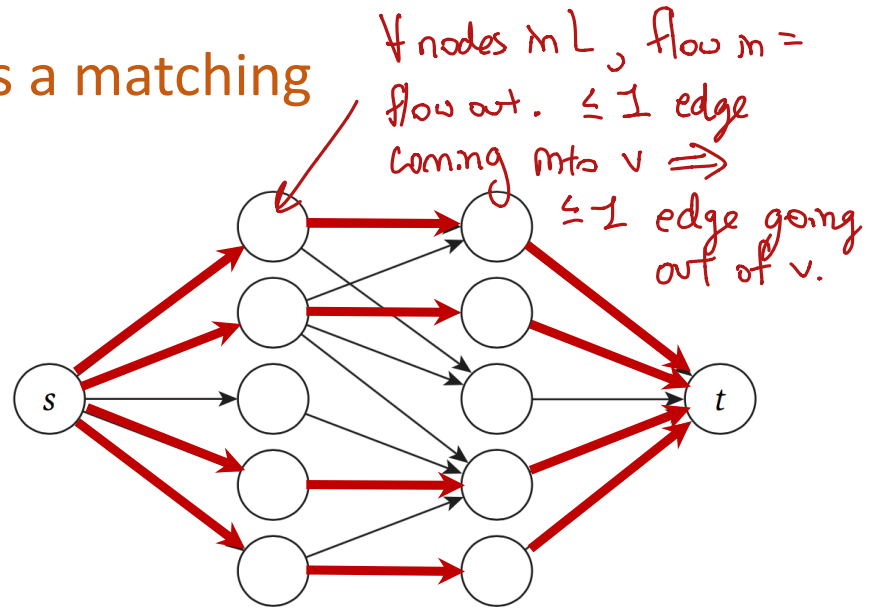 s a matching
∀ nodes in L, flow in =
flow out. ≤ 1 edge
coming into v ⇒
≤ 1 edge going
out of v.
s
t